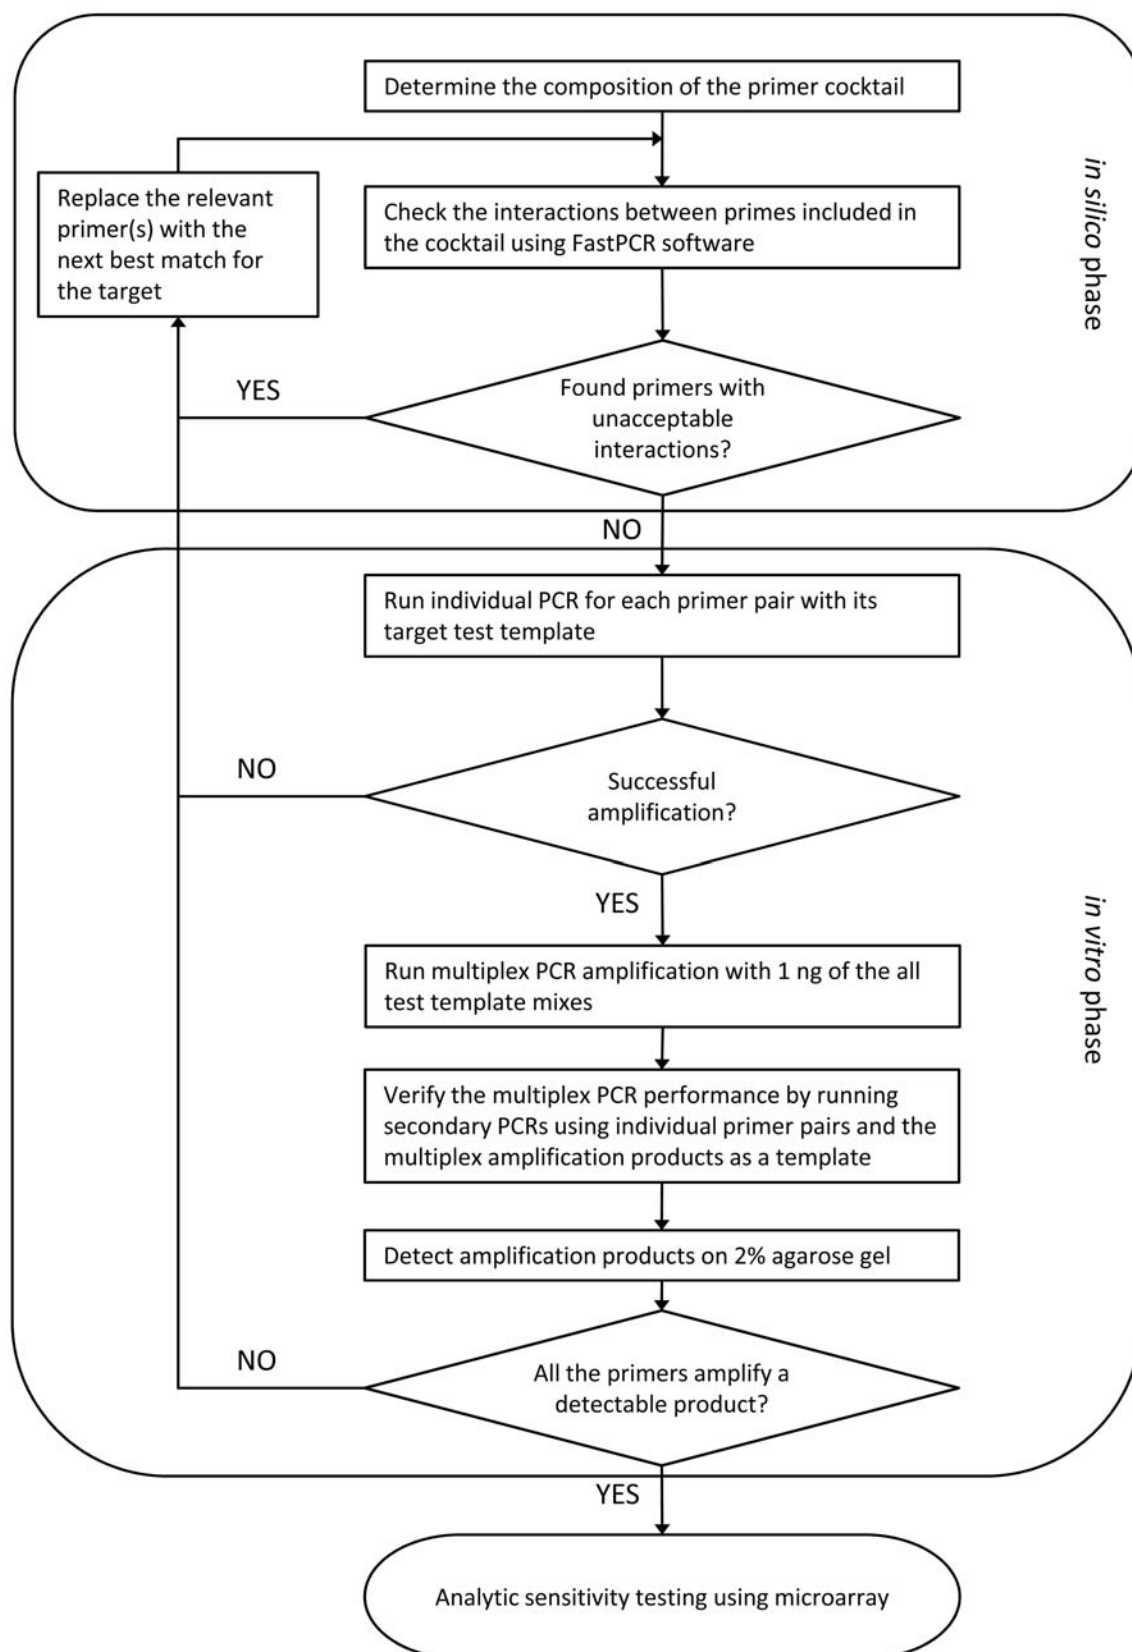 Determine the composition of the primer cocktail
Replace the relevant
primer(s) with the
next best match for
the target
Check the interactions between primes included in
the cocktail using FastPCR software
in silico phase
YES
Found primers with
unacceptable
interactions?
NO
Run individual PCR for each primer pair with its
target test template
NO
Successful
amplification?
YES
in vitro phase
Run multiplex PCR amplification with 1 ng of the all
test template mixes
Verify the multiplex PCR performance by running
secondary PCRs using individual primer pairs and the
multiplex amplification products as a template
Detect amplification products on 2% agarose gel
NO
All the primers amplify a
detectable product?
YES
Analytic sensitivity testing using microarray